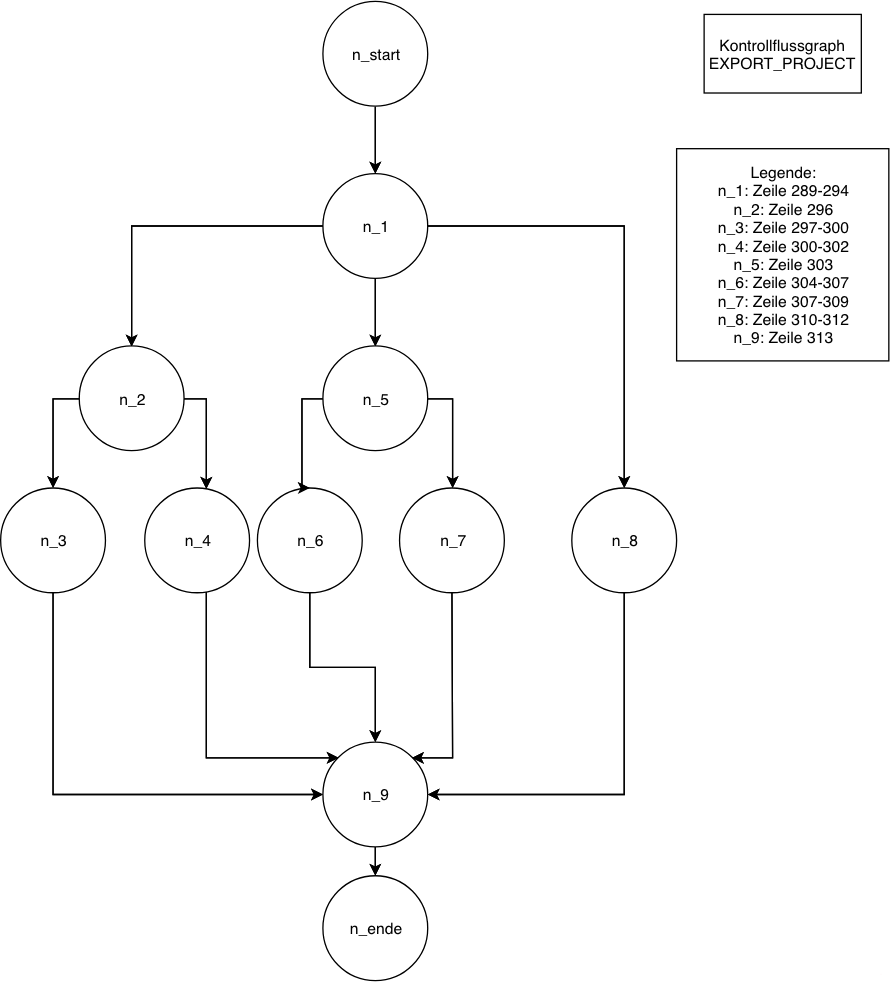 n_start
Kontrollflussgraph
EXPORT_PROJECT
Legende:
n_1: Zeile 289-294
n_2: Zeile 296
n_3: Zeile 297-300
n_4: Zeile 300-302
n_5: Zeile 303
n_6: Zeile 304-307
n_7: Zeile 307-309
n_8: Zeile 310-312
n_9: Zeile 313
n_1
n_2
n_5
n_3
n_4
n_6
n_7
n_8
n_9
n_ende